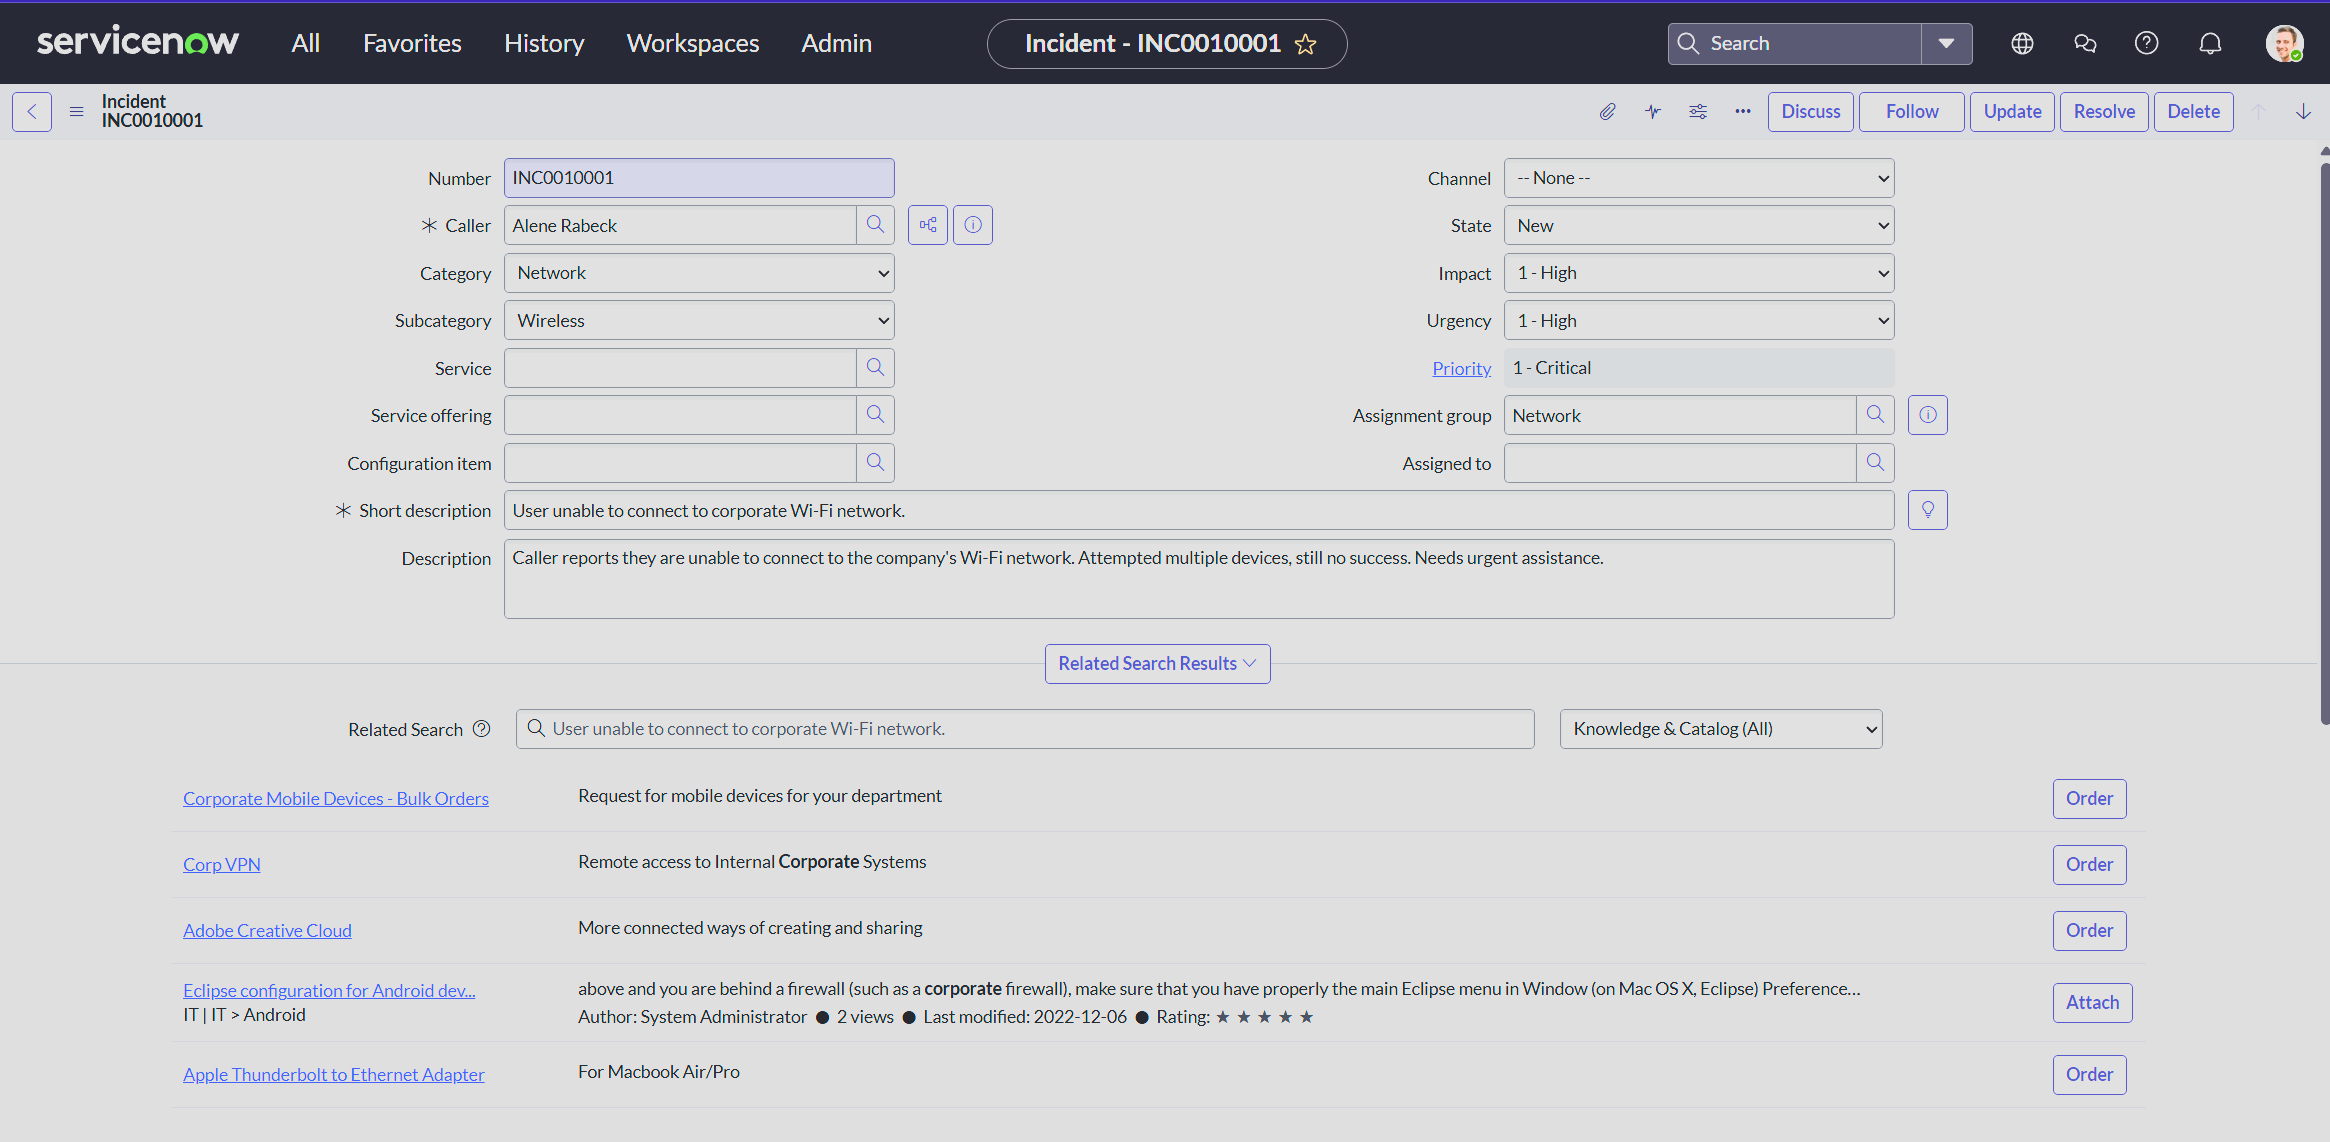 servicenow All Favorites History Workspaces Admin Incident - INC0010001 Search
Incident
INC0010001
Discuss Follow Update Resolve Delete
Number INC0010001 Channel -- None --
Caller Alene Rabeck State New
Category Network Impact 1 - High
Subcategory Wireless Urgency 1 - High
Service Priority 1 - Critical
Service offering Assignment group Network
Configuration item Assigned to
Short description User unable to connect to corporate Wi-Fi network.
Description Caller reports they are unable to connect to the company's Wi-Fi network. Attempted multiple devices, still no success. Needs urgent assistance.
Related Search Results
Related Search User unable to connect to corporate Wi-Fi network. Knowledge & Catalog (All)
Corporate Mobile Devices - Bulk Orders Request for mobile devices for your department Order
Corp VPN Remote access to Internal Corporate Systems Order
Adobe Creative Cloud More connected ways of creating and sharing Order
Eclipse configuration for Android dev... above and you are behind a firewall (such as a corporate firewall), make sure that you have properly the main Eclipse menu in Window (on Mac OS X, Eclipse) Preference...
IT | IT > Android Author: System Administrator ● 2 views ● Last modified: 2022-12-06 ● Rating: ★ ★ ★ ★ ★ Attach
Apple Thunderbolt to Ethernet Adapter For Macbook Air/Pro Order